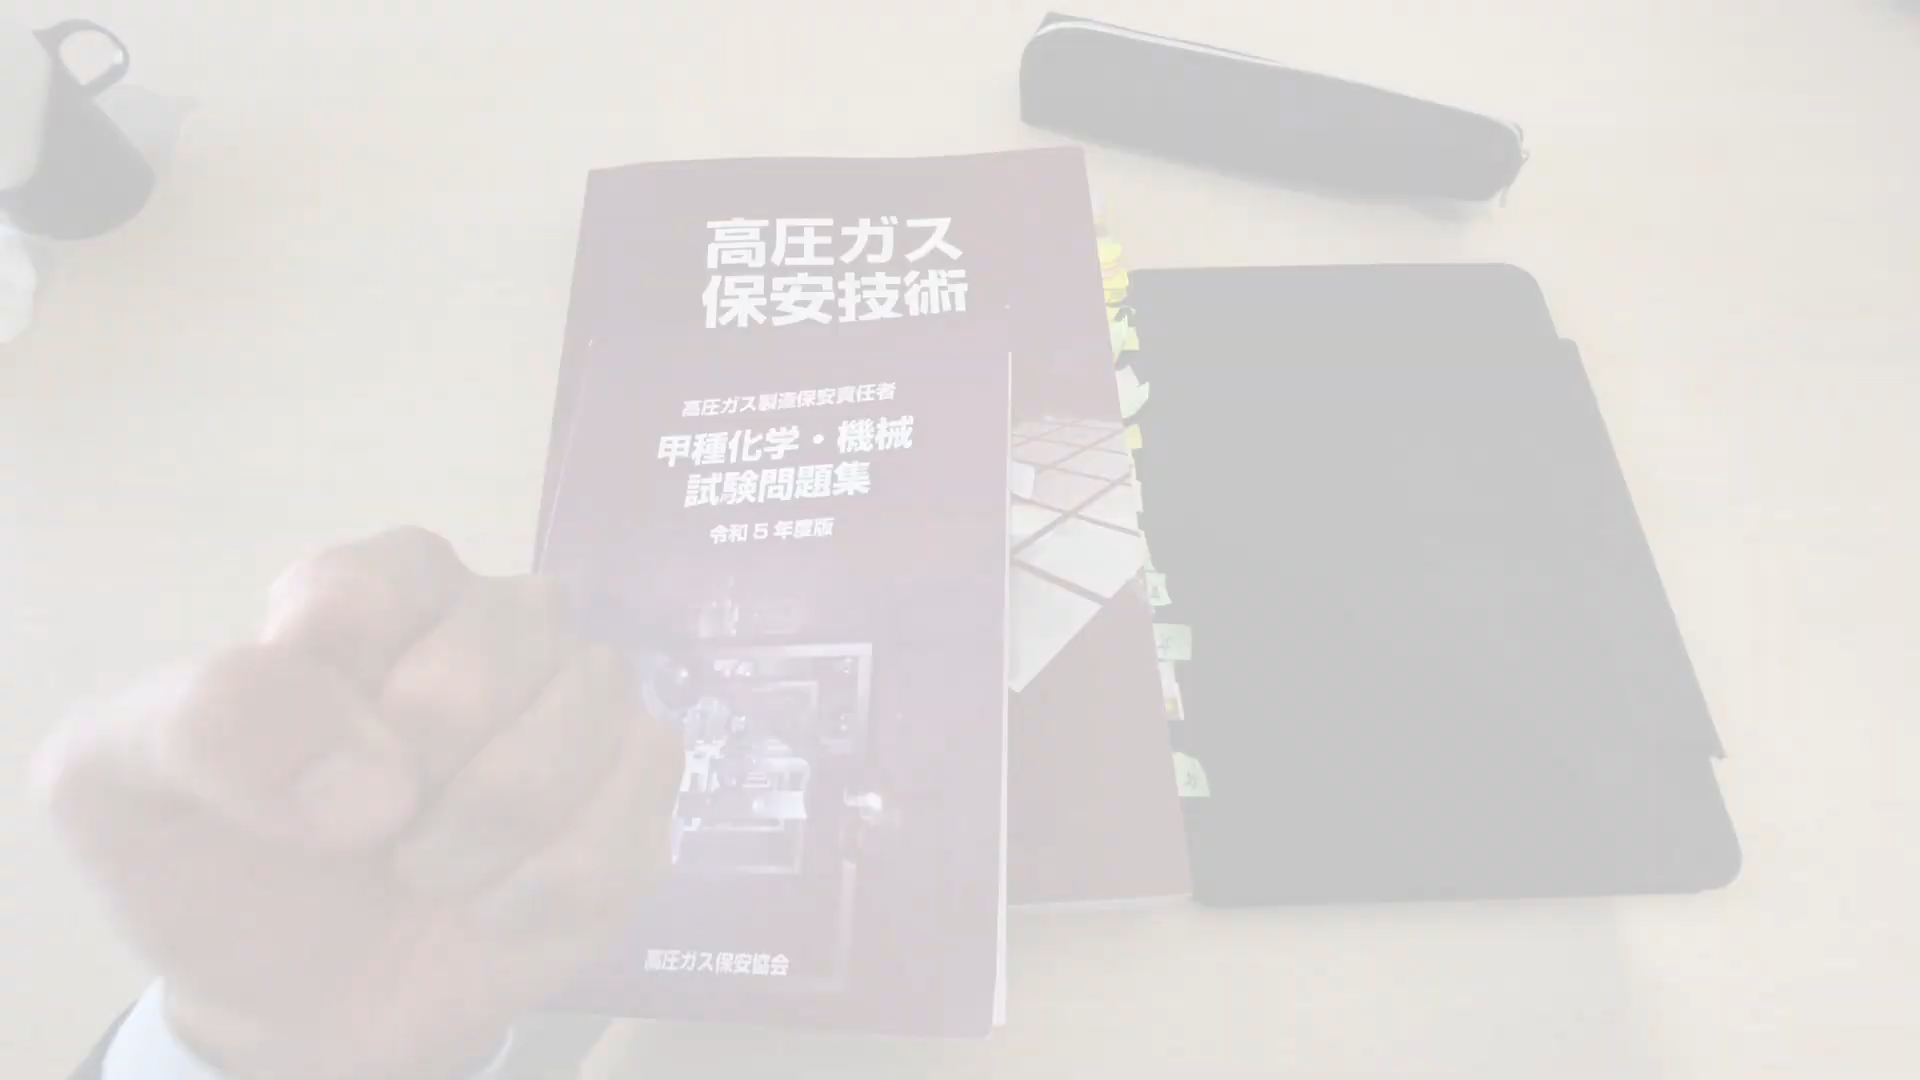 高圧ガス
保安技術
高圧ガス製造保安責任者
甲種化学・機械
試験問題集
令和5年度版
高圧ガス保安協会